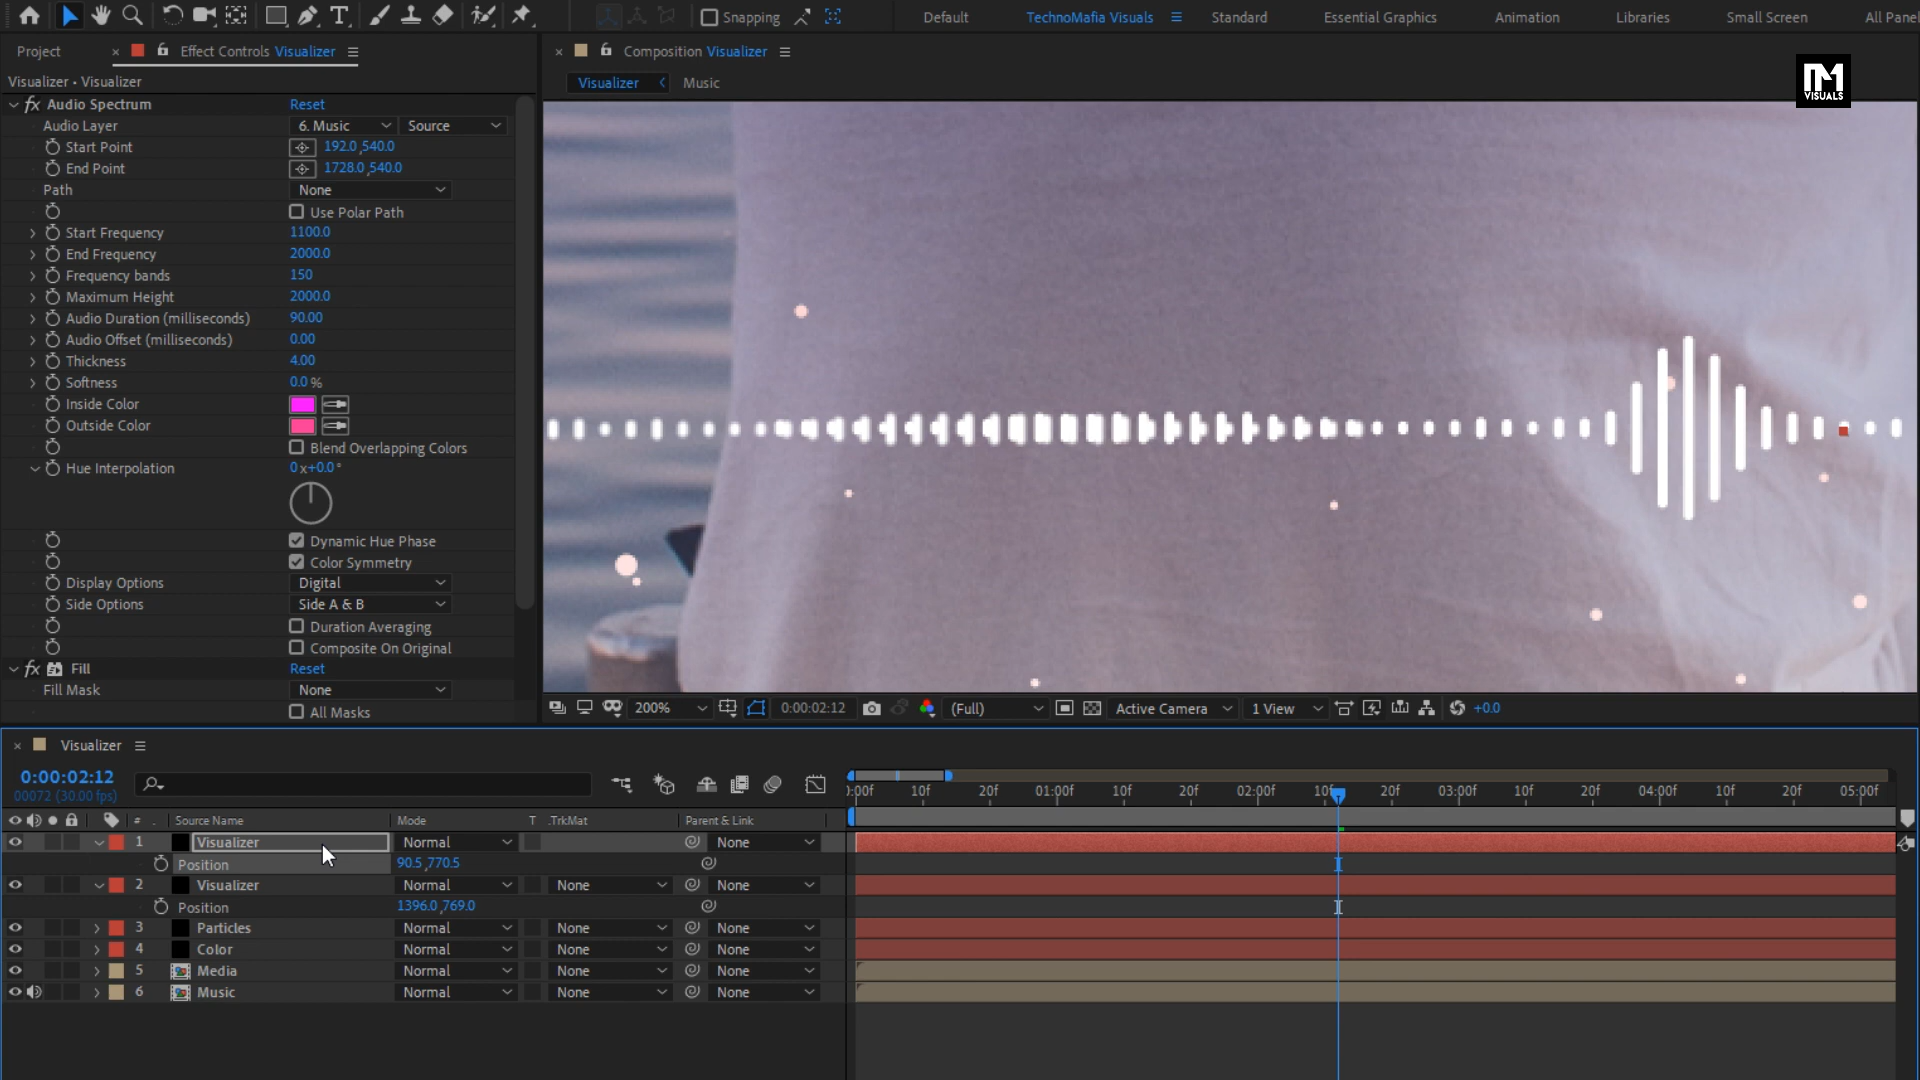 Snapping
Default
TechnoMafia Visuals
Standard
Essential Graphics
Animation
Libraries
Small Screen
All Panel
Project
Effect Controls Visualizer
Composition Visualizer
Visualizer • Visualizer
Visualizer
Music
VISUALS
fx Audio Spectrum Reset
Audio Layer 6. Music Source
Start Point 192.0,540.0
End Point 1728.0,540.0
Path None
Use Polar Path
Start Frequency 1100.0
End Frequency 2000.0
Frequency bands 150
Maximum Height 2000.0
Audio Duration (milliseconds) 90.00
Audio Offset (milliseconds) 0.00
Thickness 4.00
Softness 0.0 %
Inside Color
Outside Color
Blend Overlapping Colors
Hue Interpolation 0 x+0.0 °
Dynamic Hue Phase
Color Symmetry
Display Options Digital
Side Options Side A & B
Duration Averaging
Composite On Original
fx Fill Reset
Fill Mask None
All Masks
200% 0:00:02:12 (Full) Active Camera 1 View +0.0
Visualizer
0:00:02:12
00072 (30.00 fps)
:00f 10f 20f 01:00f 10f 20f 02:00f 10f 20f 03:00f 10f 20f 04:00f 10f 20f 05:00f
# . Source Name Mode T .TrkMat Parent & Link
1 Visualizer Normal None
Position 90.5,770.5
2 Visualizer Normal None None
Position 1396.0,769.0
3 Particles Normal None None
4 Color Normal None None
5 Media Normal None None
6 Music Normal None None